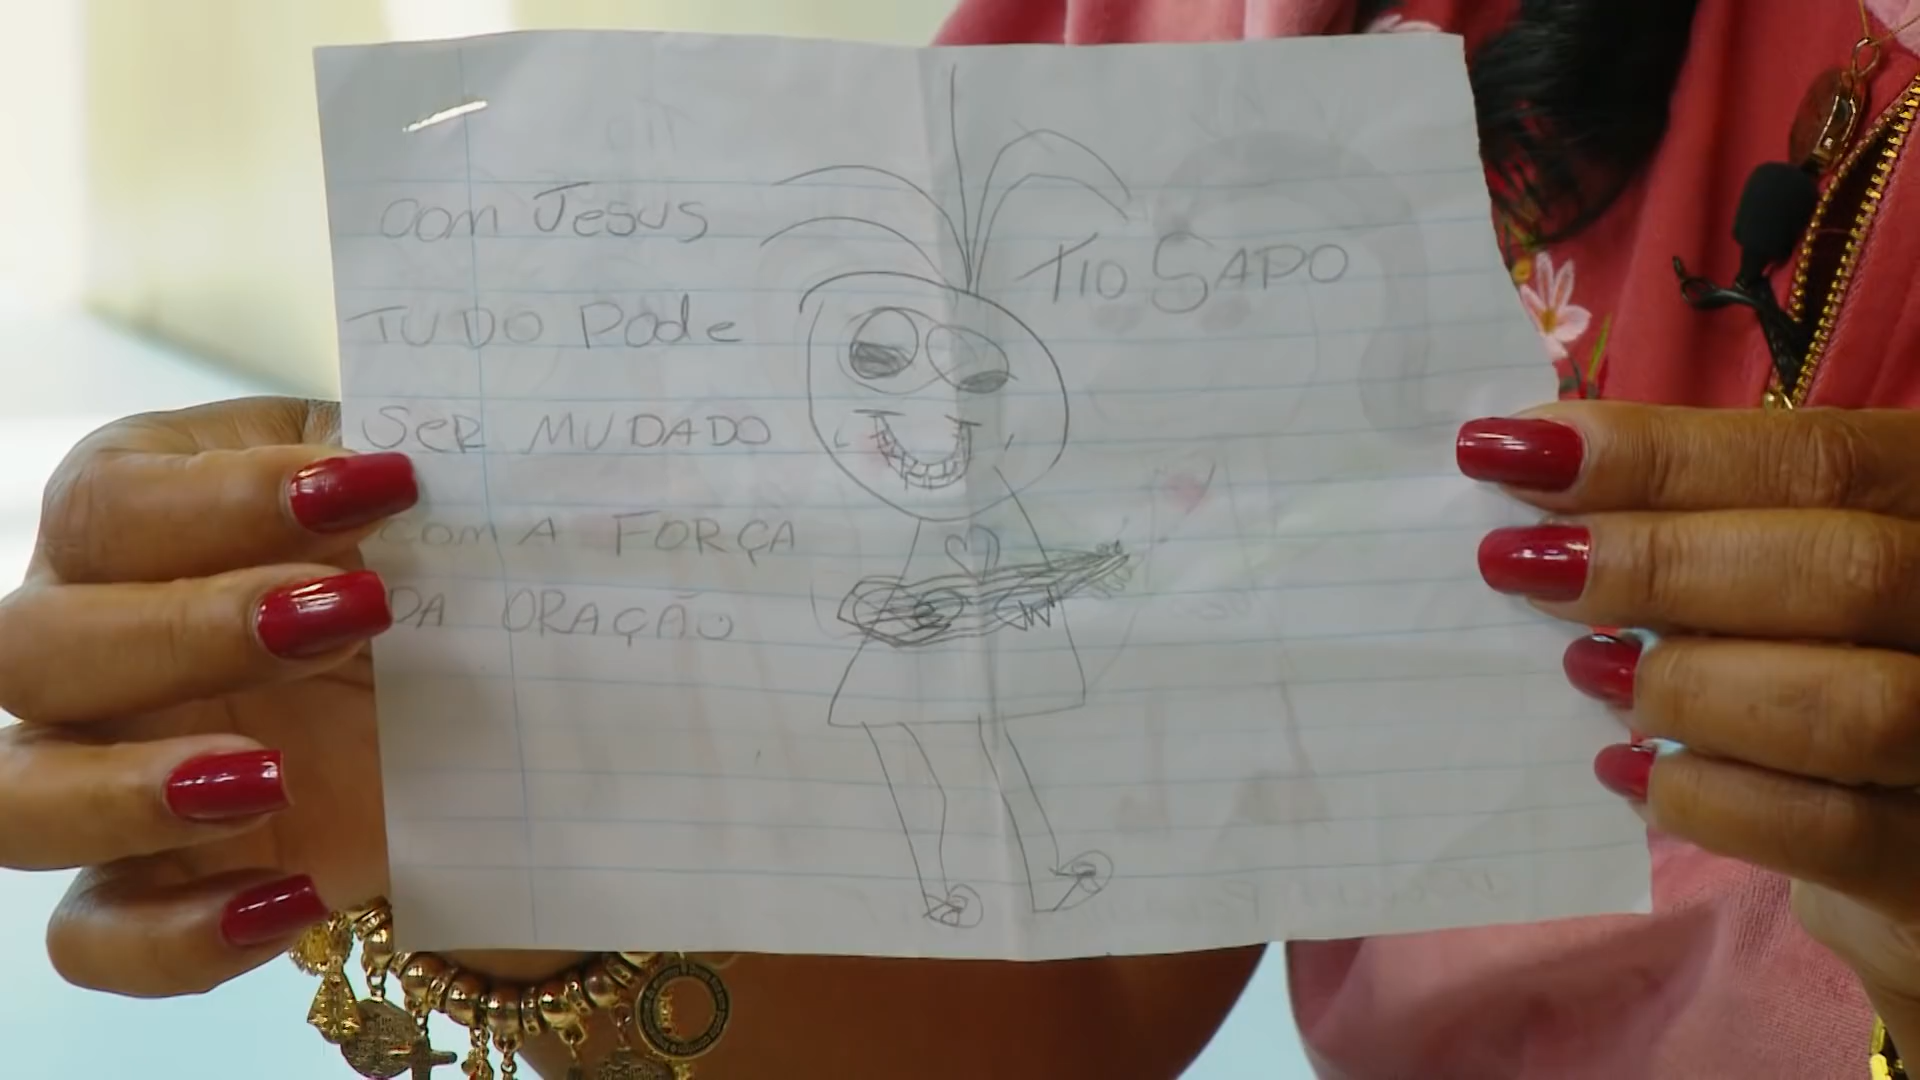 com Jesus
TUDO Pode
SER MUDADO
com A FORÇA
DA ORAÇÃO
TIO SAPO